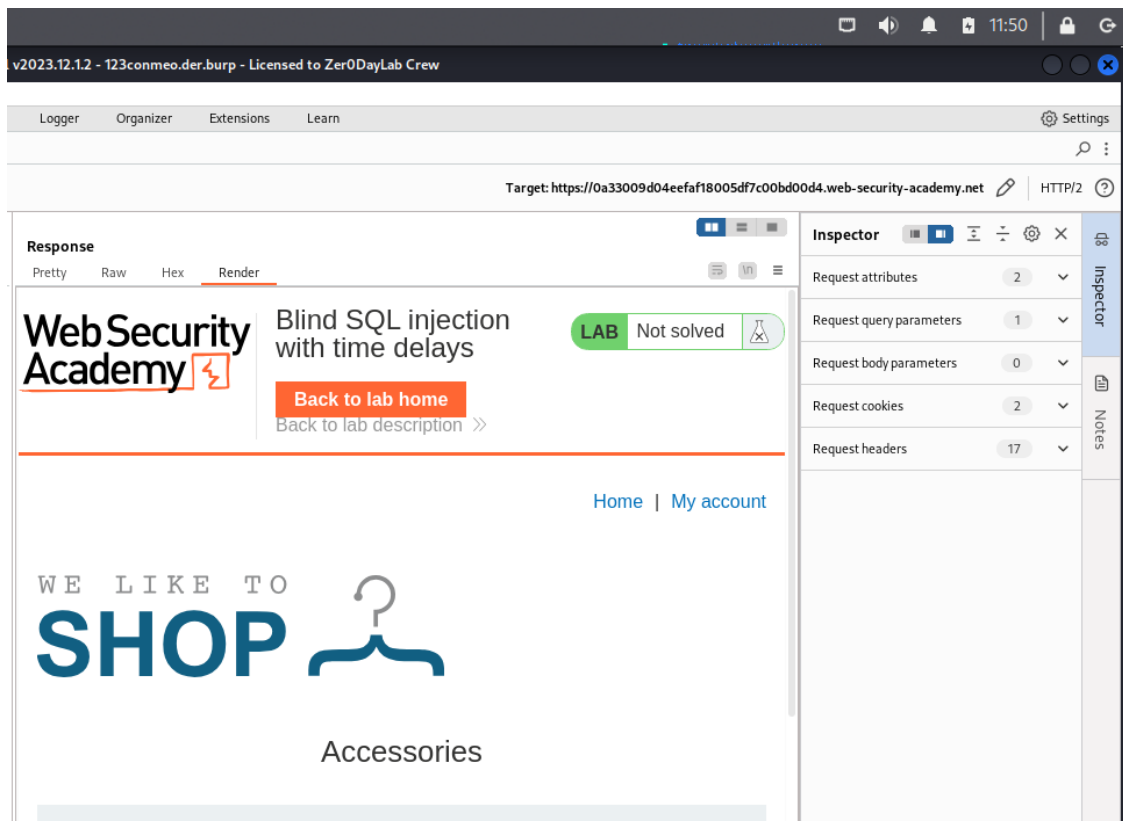 11:50
v2023.12.1.2 - 123conmeo.der.burp - Licensed to Zer0DayLab Crew
Logger Organizer Extensions Learn Settings
Target: https://0a33009d04eefaf18005df7c00bd00d4.web-security-academy.net HTTP/2
Response
Pretty Raw Hex Render \n
Web Security
Academy
Blind SQL injection
with time delays
LAB Not solved
Back to lab home
Back to lab description
Home | My account
WE LIKE TO
SHOP
Accessories
Inspector
Request attributes 2
Request query parameters 1
Request body parameters 0
Request cookies 2
Request headers 17
Inspector
Notes